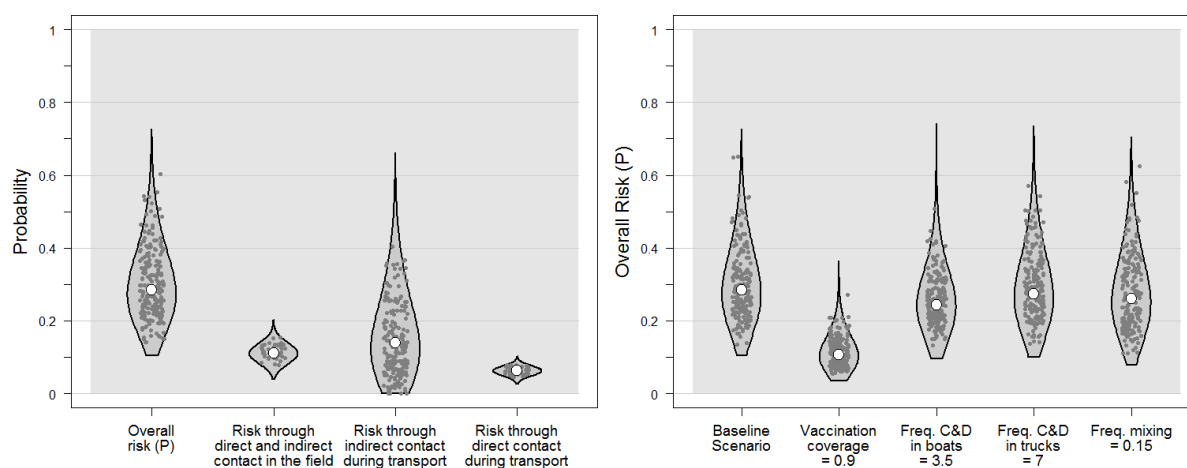 Probability
1
0.8
0.6
0.4
0.2
0
Overall
risk (P)
Risk through
direct and indirect
contact in the field
Risk through
indirect contact
during transport
Risk through
direct contact
during transport
Overall Risk (P)
1
0.8
0.6
0.4
0.2
0
Baseline
Scenario
Vaccination
coverage
= 0.9
Freq. C&D
in boats
= 3.5
Freq. C&D
in trucks
= 7
Freq. mixing
= 0.15